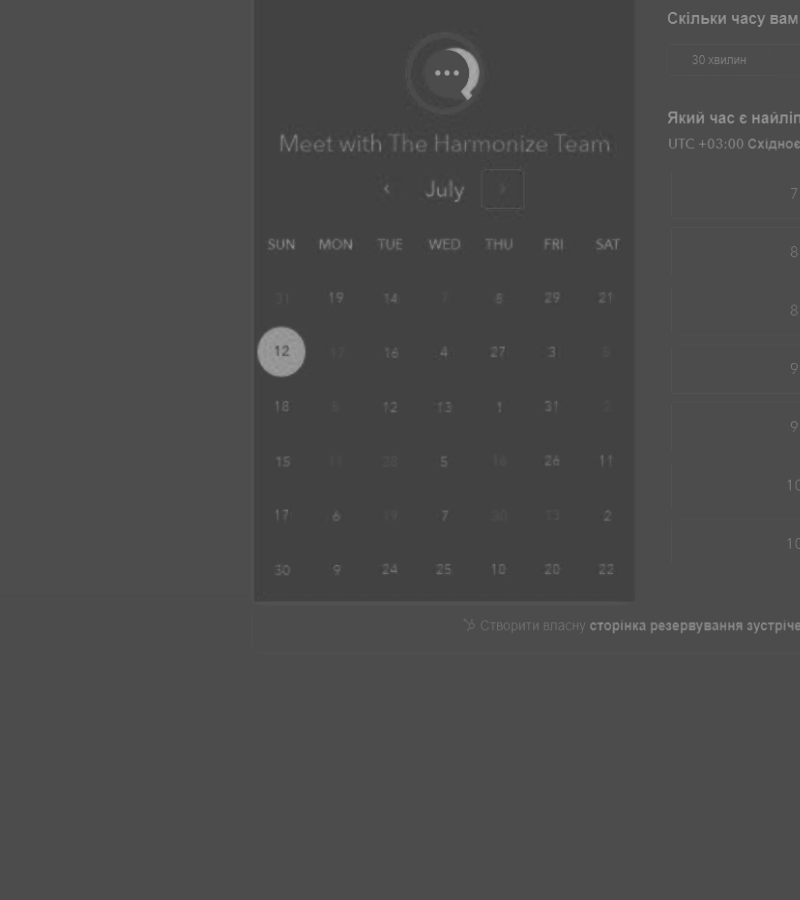 Meet with The Harmonize Team
July
SUN MON TUE WED THU FRI SAT
31 19 14 7 8 29 21
12 17 16 4 27 3 5
18 8 12 13 1 31 2
15 11 28 5 14 26 11
17 6 19 7 30 13 2
30 9 24 25 10 20 22
Скільки часу вам
30 хвилин
Який час є найліп
UTC +03:00 Східноє
7
8
8
9
9
10
10
Створити власну сторінка резервування зустріче